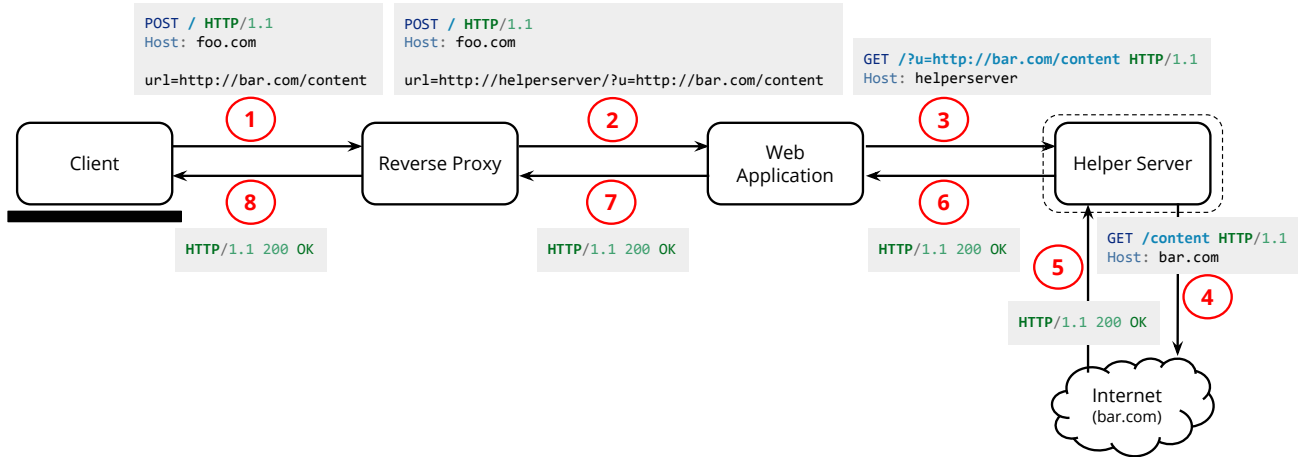 POST / HTTP/1.1
Host: foo.com
url=http://bar.com/content
POST / HTTP/1.1
Host: foo.com
url=http://helperserver/?u=http://bar.com/content
GET /?u=http://bar.com/content HTTP/1.1
Host: helperserver
1
2
3
Client
Reverse Proxy
Web
Application
Helper Server
8
7
6
HTTP/1.1 200 OK
HTTP/1.1 200 OK
HTTP/1.1 200 OK
GET /content HTTP/1.1
Host: bar.com
5
4
HTTP/1.1 200 OK
Internet
(bar.com)